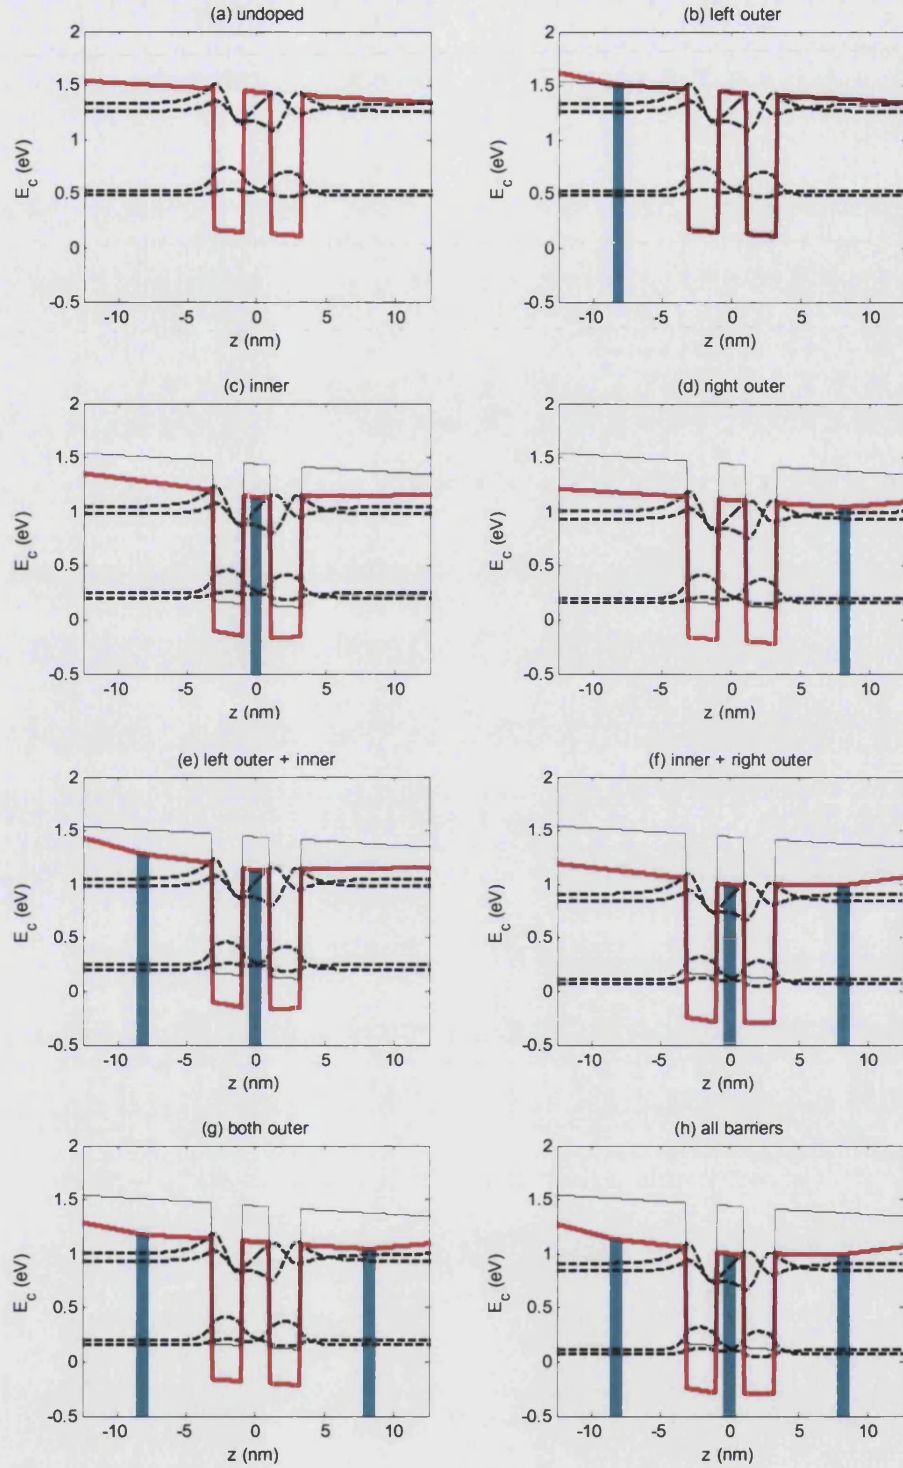 (a) undoped
2
1.5
1
0.5
0
-0.5
E_c (eV)
-10 -5 0 5 10
z (nm)
(b) left outer
2
1.5
1
0.5
0
-0.5
E_c (eV)
-10 -5 0 5 10
z (nm)
(c) inner
2
1.5
1
0.5
0
-0.5
E_c (eV)
-10 -5 0 5 10
z (nm)
(d) right outer
2
1.5
1
0.5
0
-0.5
E_c (eV)
-10 -5 0 5 10
z (nm)
(e) left outer + inner
2
1.5
1
0.5
0
-0.5
E_c (eV)
-10 -5 0 5 10
z (nm)
(f) inner + right outer
2
1.5
1
0.5
0
-0.5
E_c (eV)
-10 -5 0 5 10
z (nm)
(g) both outer
2
1.5
1
0.5
0
-0.5
E_c (eV)
-10 -5 0 5 10
z (nm)
(h) all barriers
2
1.5
1
0.5
0
-0.5
E_c (eV)
-10 -5 0 5 10
z (nm)